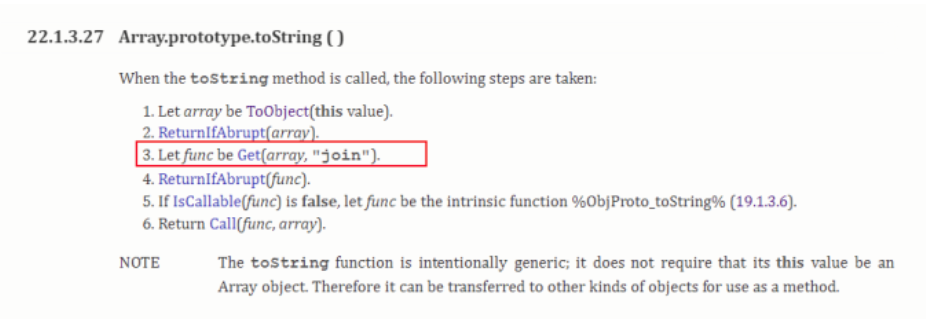 22.1.3.27 Array.prototype.toString ( )
When the toString method is called, the following steps are taken:
1. Let array be ToObject(this value).
2. ReturnIfAbrupt(array).
3. Let func be Get(array, "join").
4. ReturnIfAbrupt(func).
5. If IsCallable(func) is false, let func be the intrinsic function %ObjProto_toString% (19.1.3.6).
6. Return Call(func, array).
NOTE The toString function is intentionally generic; it does not require that its this value be an
Array object. Therefore it can be transferred to other kinds of objects for use as a method.